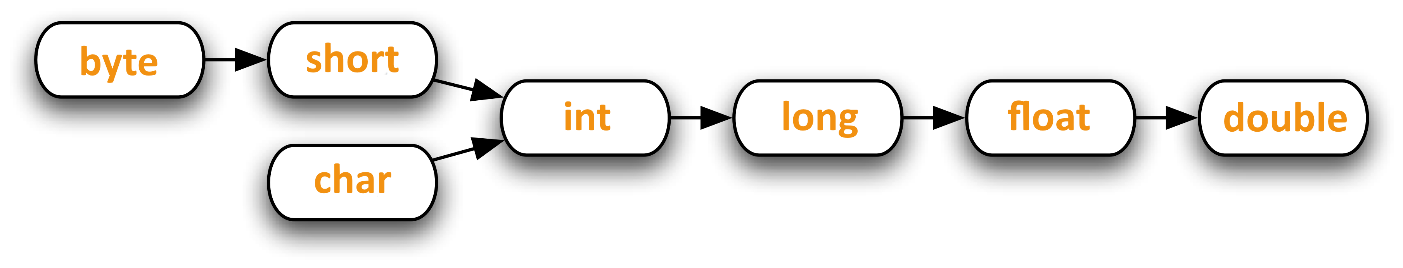 byte
short
char
int
long
float
double